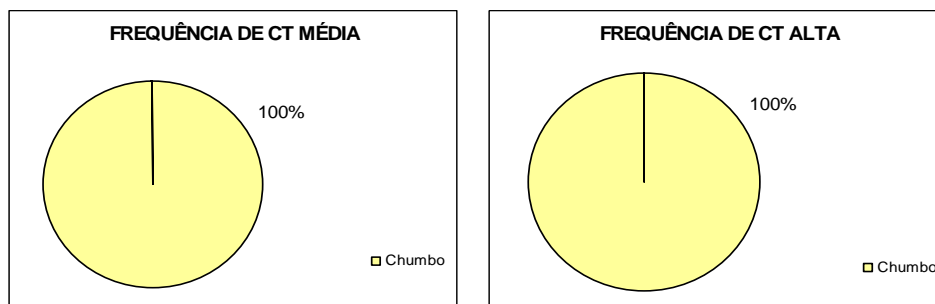 FREQUÊNCIA DE CT MÉDIA
100%
Chumbo
FREQUÊNCIA DE CT ALTA
100%
Chumbo